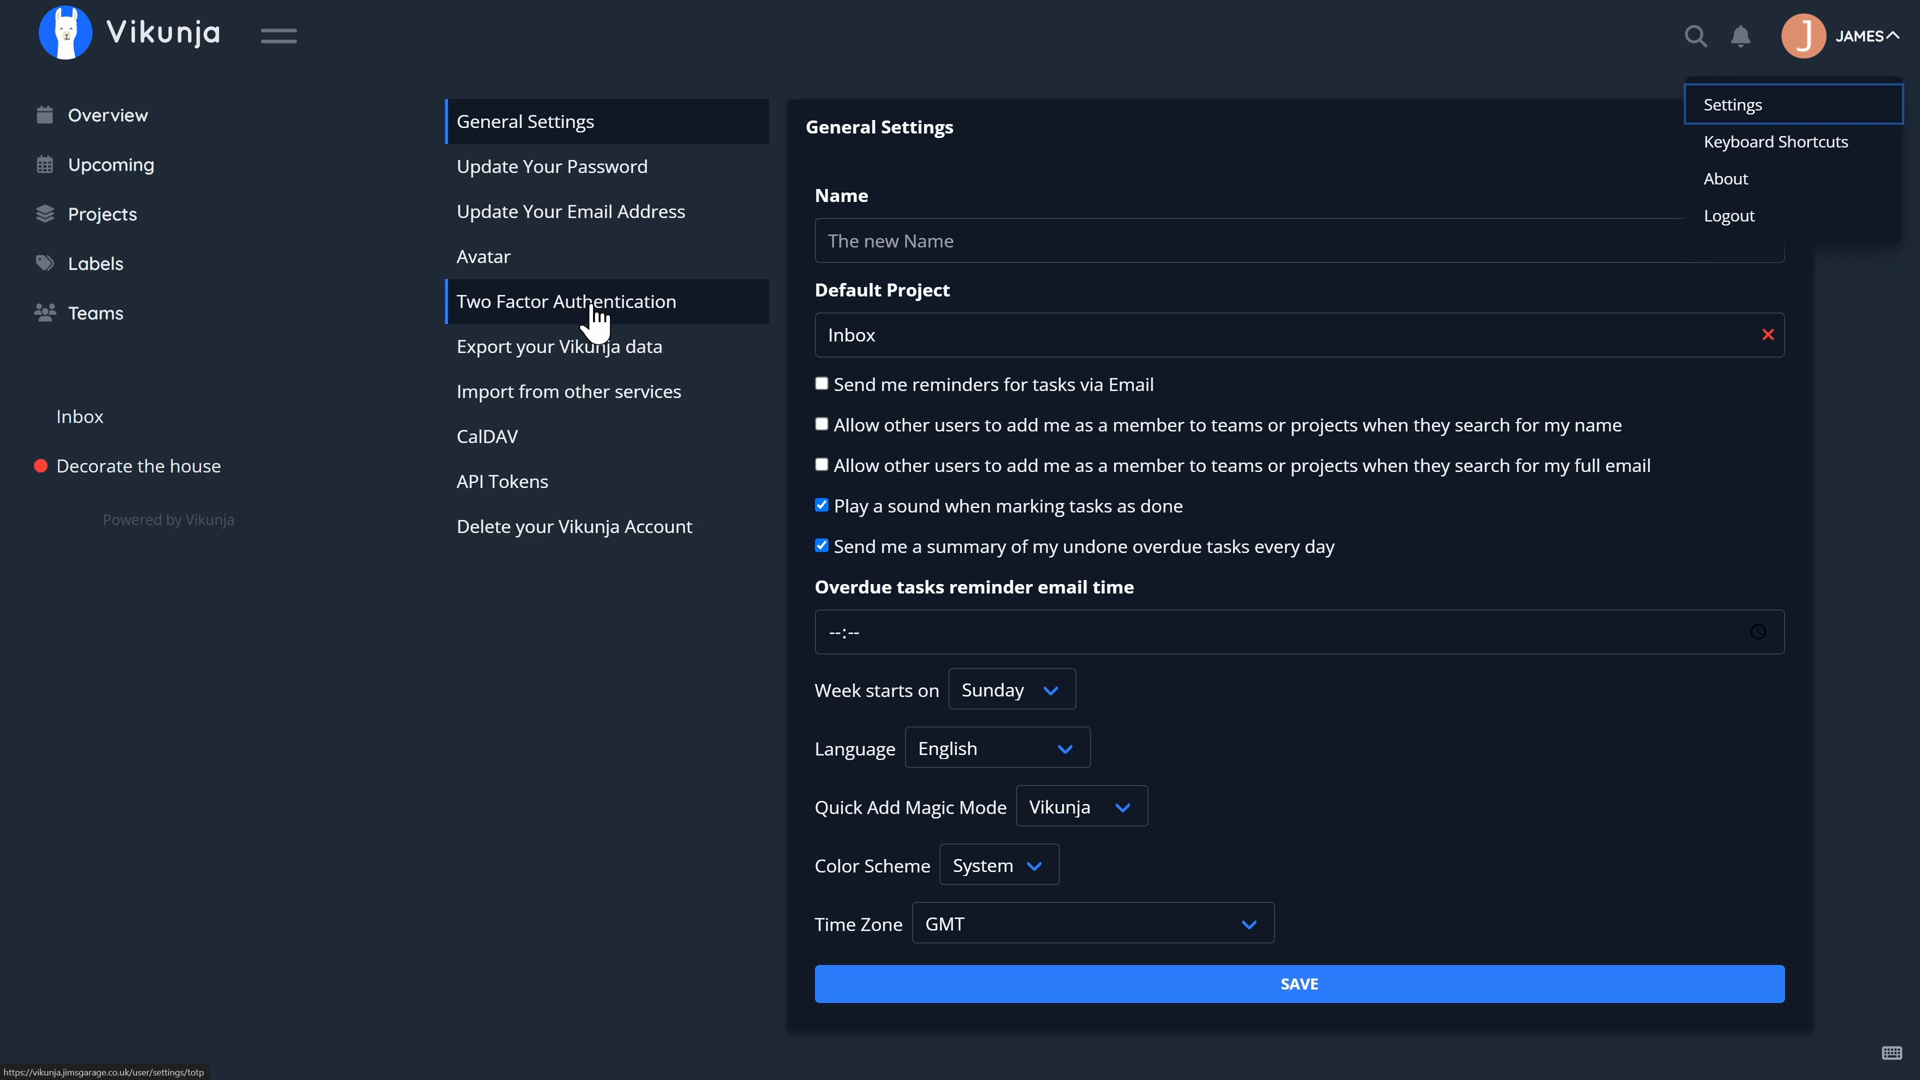 Vikunja
J
JAMES
Settings
Keyboard Shortcuts
About
Logout
Overview
Upcoming
Projects
Labels
Teams
Inbox
Decorate the house
Powered by Vikunja
General Settings
Update Your Password
Update Your Email Address
Avatar
Two Factor Authentication
Export your Vikunja data
Import from other services
CalDAV
API Tokens
Delete your Vikunja Account
General Settings
Name
The new Name
Default Project
Inbox
Send me reminders for tasks via Email
Allow other users to add me as a member to teams or projects when they search for my name
Allow other users to add me as a member to teams or projects when they search for my full email
Play a sound when marking tasks as done
Send me a summary of my undone overdue tasks every day
Overdue tasks reminder email time
--:--
Week starts on Sunday
Language English
Quick Add Magic Mode Vikunja
Color Scheme System
Time Zone GMT
SAVE
https://vikunja.jimsgarage.co.uk/user/settings/totp